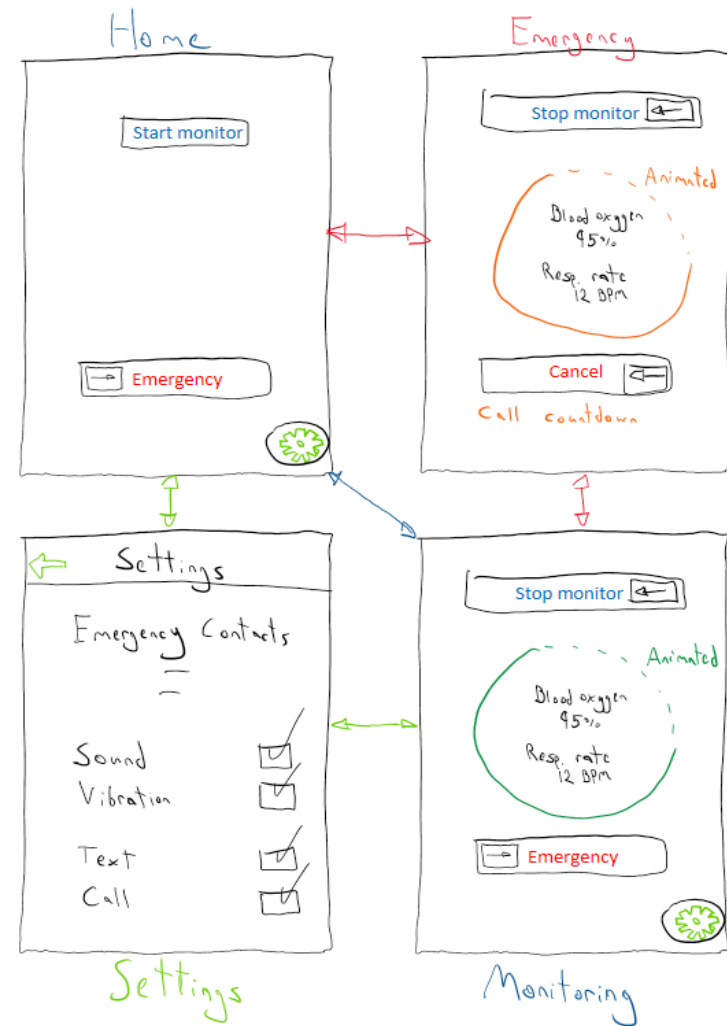 Home
Start monitor
Emergency
Emergency
Stop monitor
Animated
Blood oxygen
95%
Resp. rate
12 BPM
Cancel
Call countdown
Settings
Emergency Contacts
Sound
Vibration
Text
Call
Settings
Stop monitor
Animated
Blood oxygen
95%
Resp. rate
12 BPM
Emergency
Monitoring